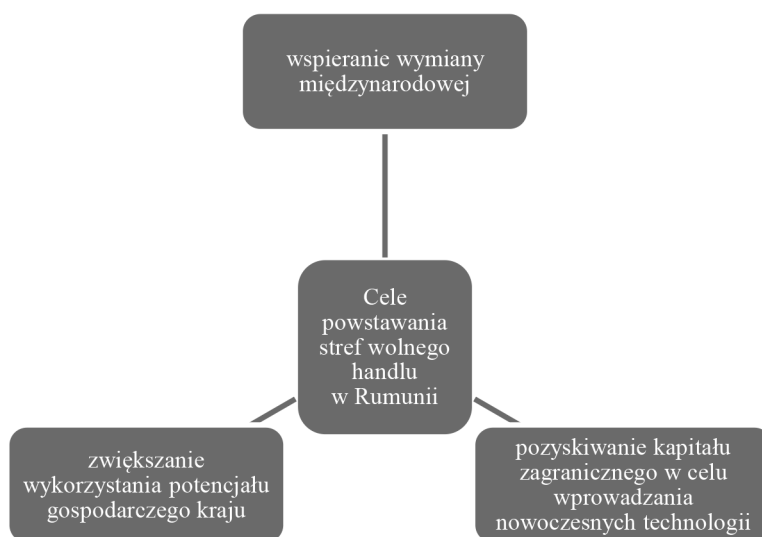 wspieranie wymiany
międzynarodowej
Cele
powstawania
stref wolnego
handlu
w Rumunii
zwiększanie
wykorzystania potencjału
gospodarczego kraju
pozyskiwanie kapitału
zagranicznego w celu
wprowadzania
nowoczesnych technologii